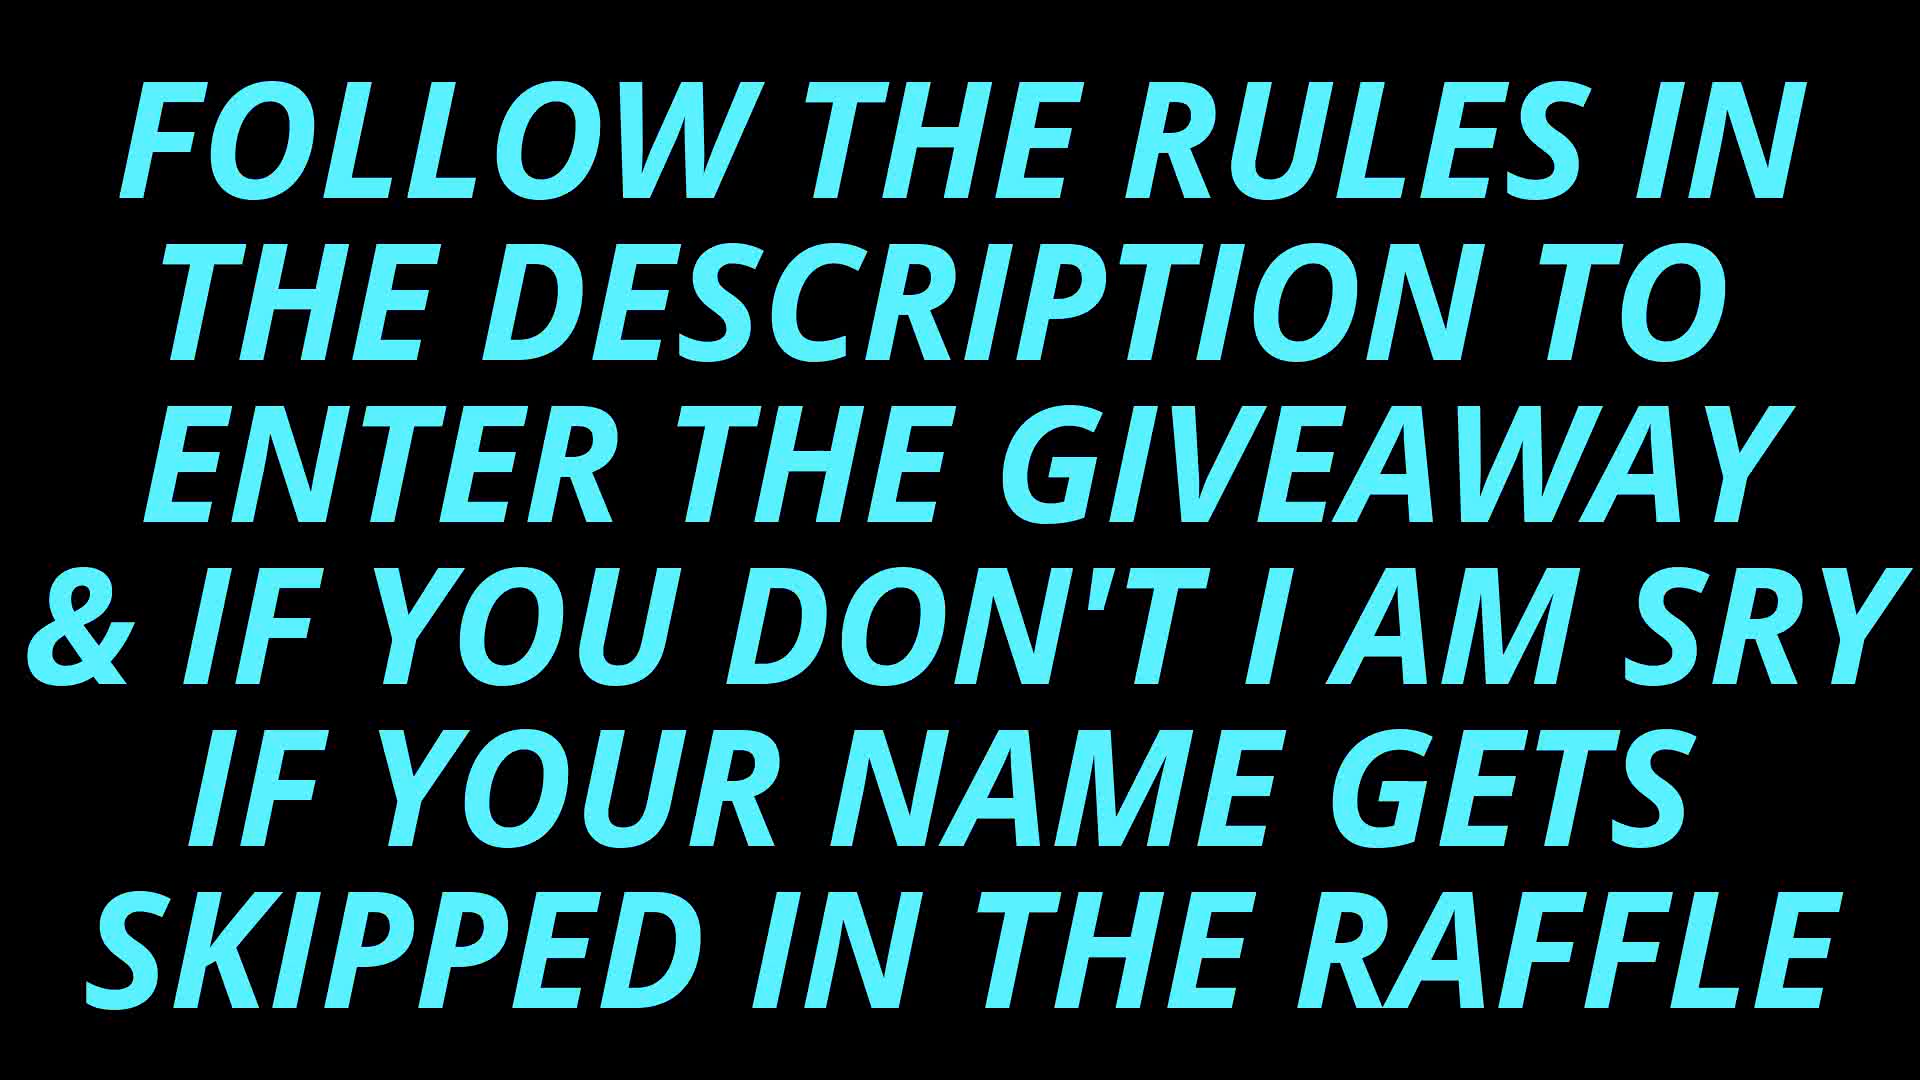 FOLLOW THE RULES IN
THE DESCRIPTION TO
ENTER THE GIVEAWAY
& IF YOU DON'T I AM SRY
IF YOUR NAME GETS
SKIPPED IN THE RAFFLE